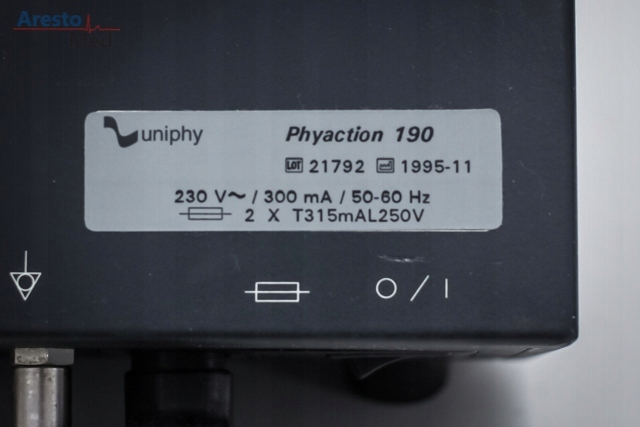 Aresto
uniphy
Phyaction 190
LOT 21792 1995-11
230 V~ / 300 mA / 50-60 Hz
2 X T315mAL250V
O / I